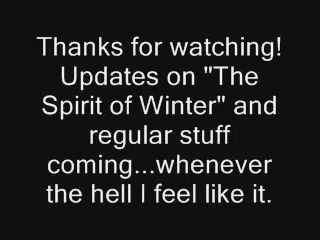 Thanks for watching!
Updates on "The
Spirit of Winter" and
regular stuff
coming...whenever
the hell I feel like it.